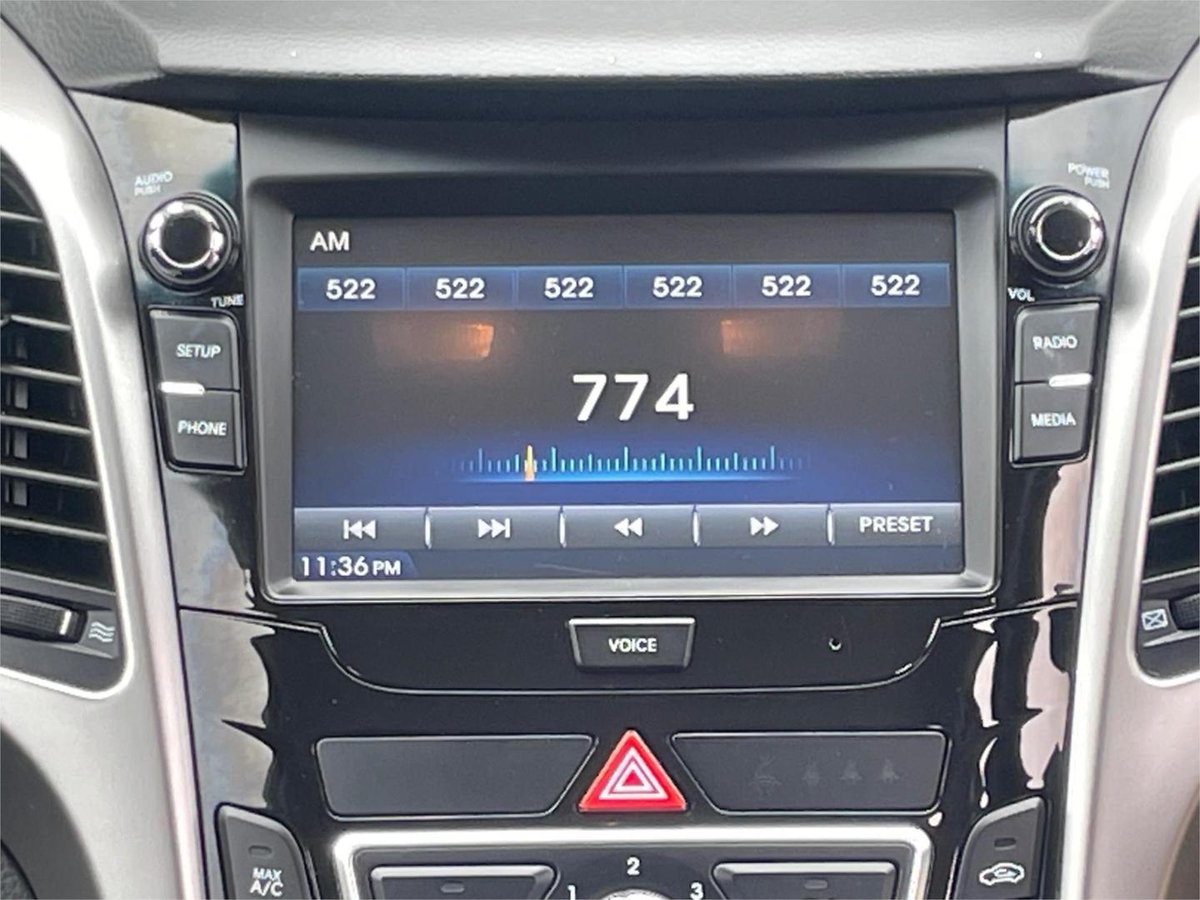 AUDIO
PUSH
POWER
PUSH
AM
522 522 522 522 522 522
TUNE
VOL
SETUP
RADIO
774
PHONE
MEDIA
PRESET
11:36 PM
VOICE
2
1 3
MAX
A/C